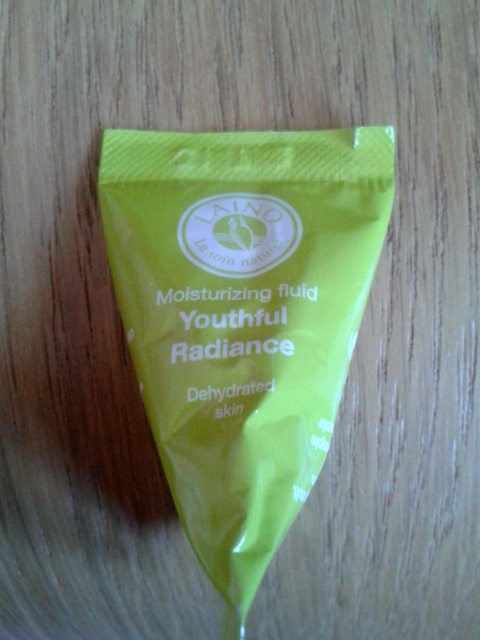 LAINO
Le soin naturel
Moisturizing fluid
Youthful
Radiance
Dehydrated
skin